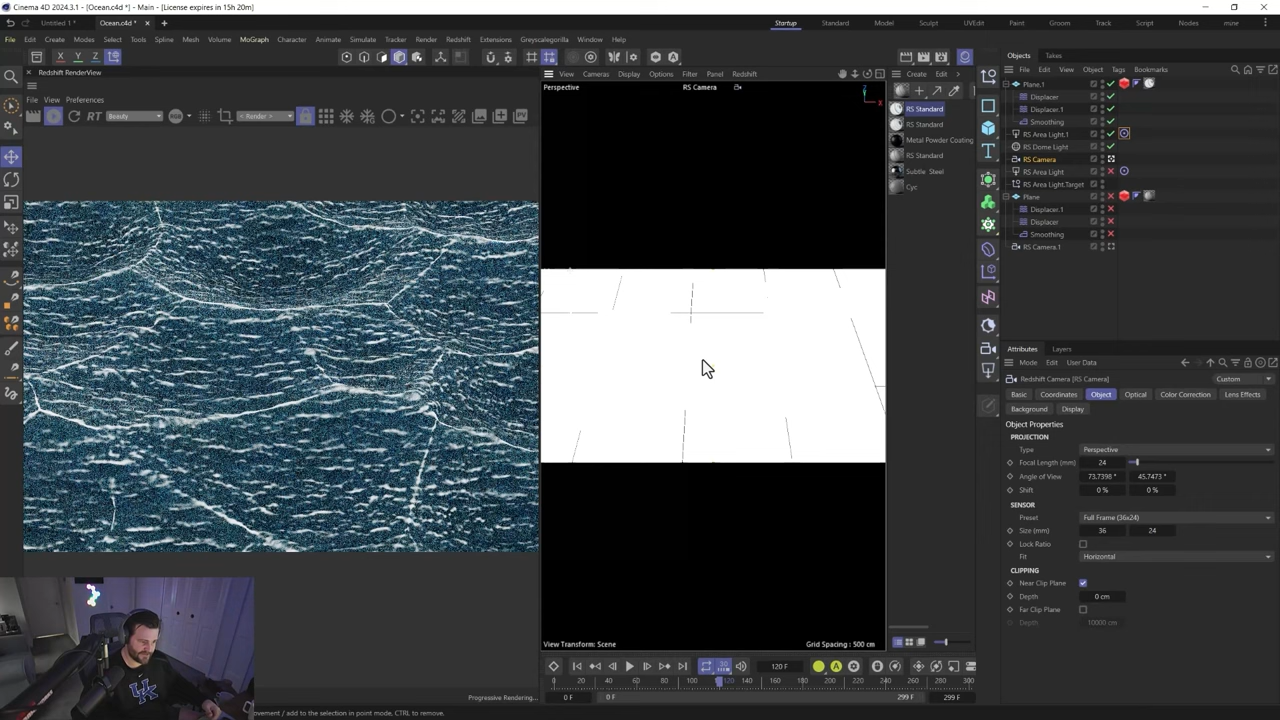 Cinema 4D 2024.3.1 - [Ocean.c4d *] - Main - [License expires in 15h 20m]
Untitled 1 *
Ocean.c4d *
Startup
Standard
Model
Sculpt
UVEdit
Paint
Groom
Track
Script
Nodes
mine
File
Edit
Create
Modes
Select
Tools
Spline
Mesh
Volume
MoGraph
Character
Animate
Simulate
Tracker
Render
Redshift
Extensions
Greyscalegorilla
Window
Help
X
Y
Z
Objects
Takes
Redshift RenderView
View
Cameras
Display
Options
Filter
Panel
Redshift
Create
Edit
File
Edit
View
Object
Tags
Bookmarks
Perspective
RS Camera
File
View
Preferences
RT
Beauty
< Render >
RS Standard
RS Standard
Metal Powder Coating
RS Standard
Subtle Steel
Cyc
Plane.1
Displacer
Displacer.1
Smoothing
RS Area Light.1
RS Dome Light
RS Camera
RS Area Light
RS Area Light.Target
Plane
Displacer.1
Displacer
Smoothing
RS Camera.1
Attributes
Layers
Mode
Edit
User Data
Redshift Camera [RS Camera]
Custom
Basic
Coordinates
Object
Optical
Color Correction
Lens Effects
Background
Display
Object Properties
PROJECTION
Type
Perspective
Focal Length (mm)
24
Angle of View
73.7398 °
45.7473 °
Shift
0 %
0 %
SENSOR
Preset
Full Frame (36x24)
Size (mm)
36
24
Lock Ratio
Fit
Horizontal
CLIPPING
Near Clip Plane
Depth
0 cm
Far Clip Plane
Depth
10000 cm
View Transform: Scene
Grid Spacing : 500 cm
120 F
0
30
60
90
100
120
150
180
210
240
270
300
0 F
0 F
299 F
299 F
Progressive Rendering...
movement / add to the selection in point mode, CTRL to remove.